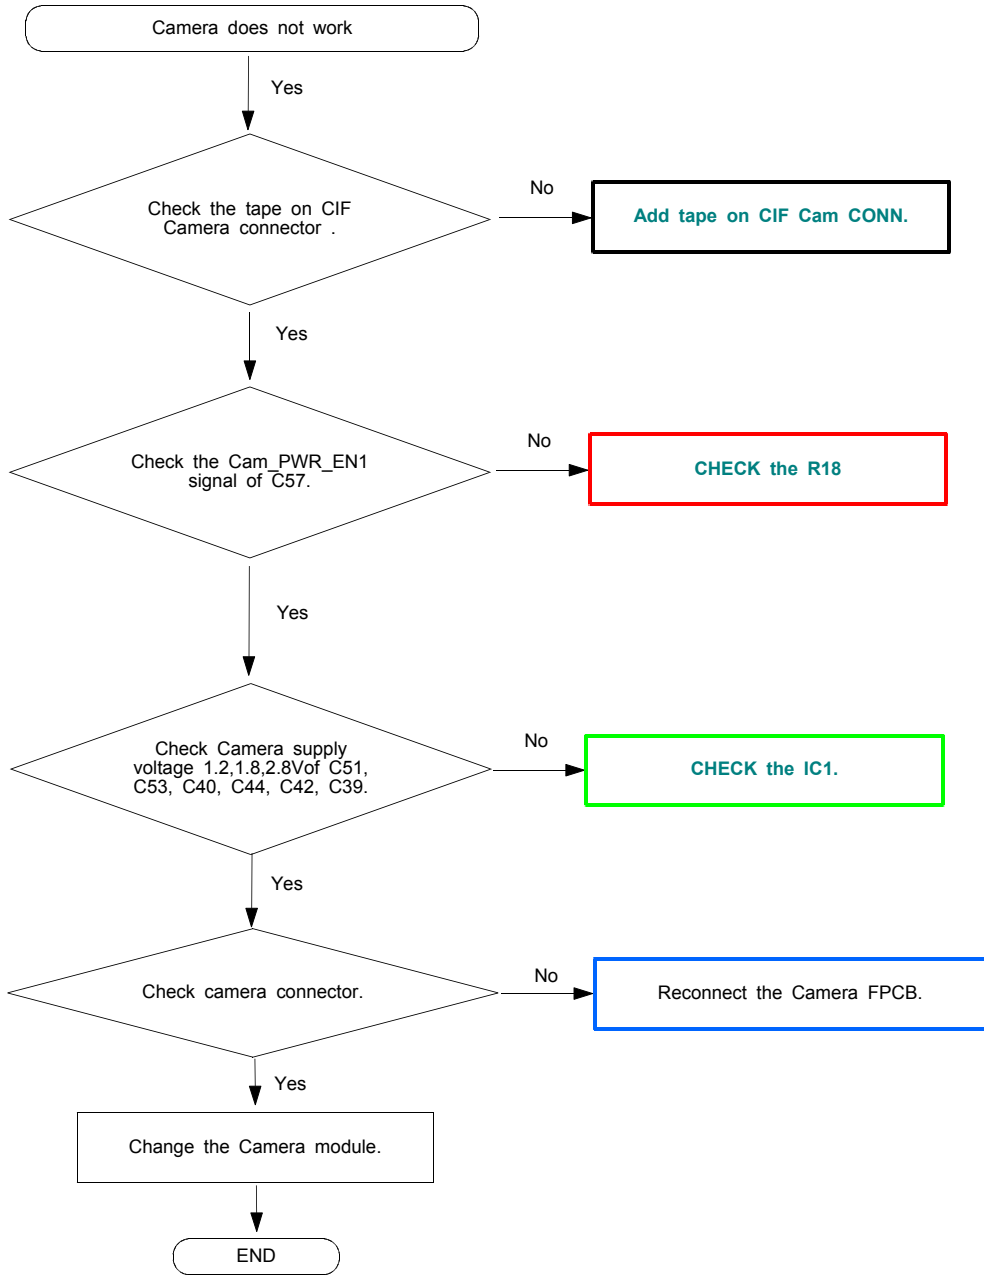 Camera does not work
Yes
Check the tape on CIF
Camera connector .
No
Add tape on CIF Cam CONN.
Yes
Check the Cam_PWR_EN1
signal of C57.
No
CHECK the R18
Yes
Check Camera supply
voltage 1.2,1.8,2.8Vof C51,
C53, C40, C44, C42, C39.
No
CHECK the IC1.
Yes
Check camera connector.
No
Reconnect the Camera FPCB.
Yes
Change the Camera module.
END